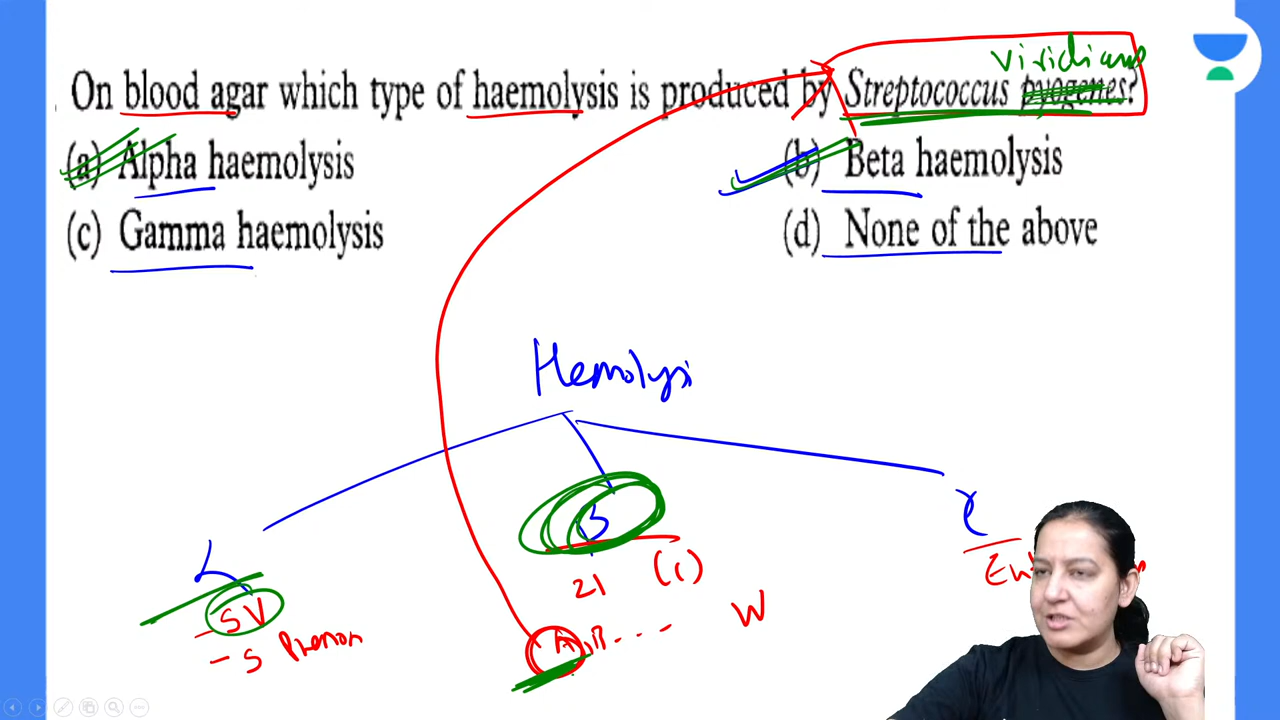 viridians
On blood agar which type of haemolysis is produced by Streptococcus pyogenes?
(a) Alpha haemolysis
(b) Beta haemolysis
(c) Gamma haemolysis
(d) None of the above
Hemolysi
21 (i)
- SV
- S
A, B - - -
W